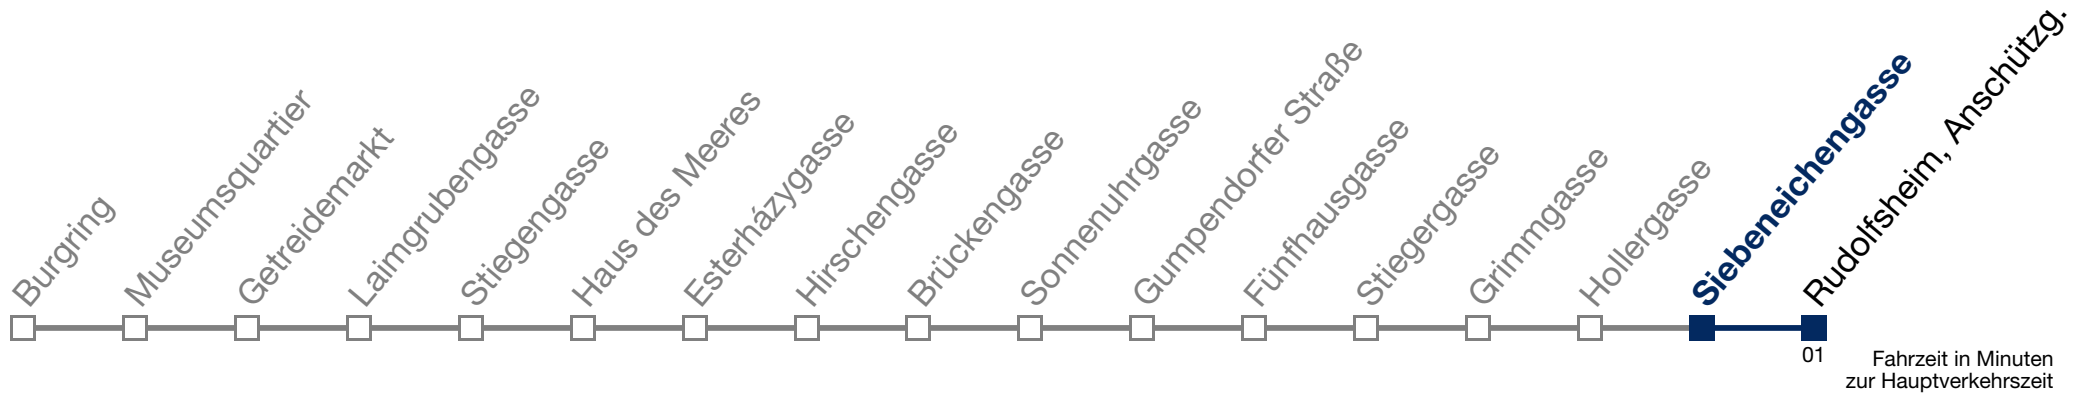 Burgring
Museumsquartier
Getreidemarkt
Laimgrubengasse
Stiegengasse
Haus des Meeres
Esterházygasse
Hirschengasse
Brückengasse
Sonnenuhrgasse
Gumpendorfer Straße
Fünfhausgasse
Stiegergasse
Grimmgasse
Hollergasse
Siebeneichengasse
Rudolfsheim, Anschützg.
01
Fahrzeit in Minuten
zur Hauptverkehrszeit